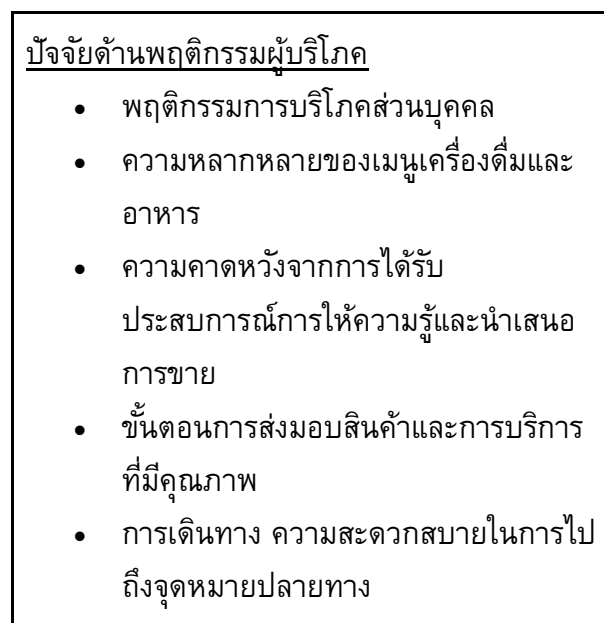 ปัจจัยด้านพฤติกรรมผู้บริโภค
• พฤติกรรมการบริโภคส่วนบุคคล
• ความหลากหลายของเมนูเครื่องดื่มและ
อาหาร
• ความคาดหวังจากการได้รับ
ประสบการณ์การให้ความรู้และนำเสนอ
การขาย
• ขั้นตอนการส่งมอบสินค้าและการบริการ
ที่มีคุณภาพ
• การเดินทาง ความสะดวกสบายในการไป
ถึงจุดหมายปลายทาง